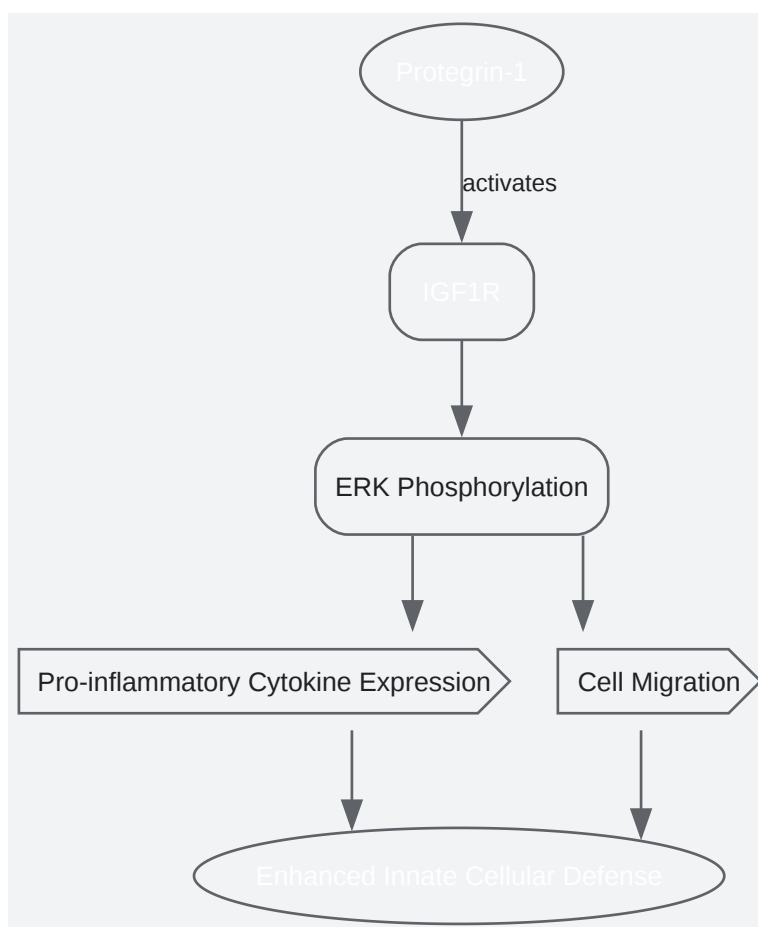 Protegrin-1
activates
IGF1R
ERK Phosphorylation
Pro-inflammatory Cytokine Expression
Cell Migration
Enhanced Innate Cellular Defense